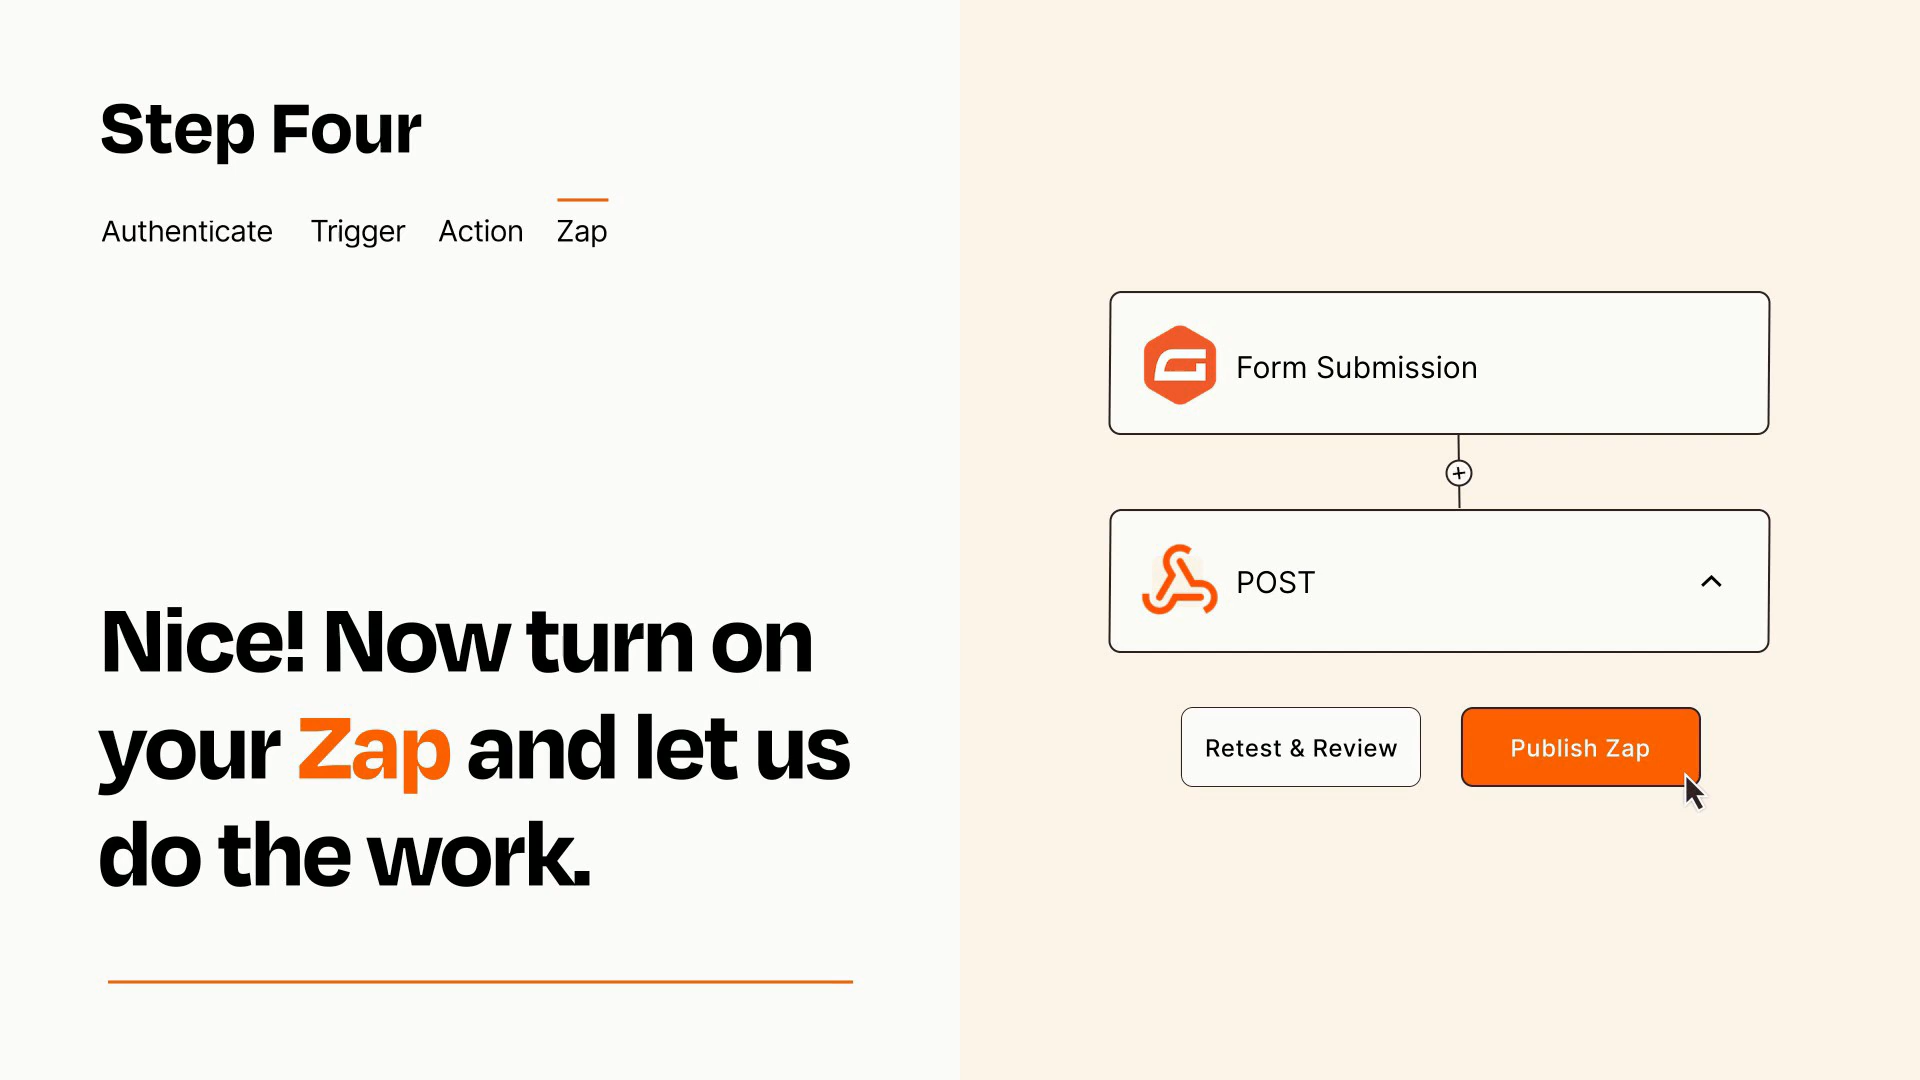 Step Four
Authenticate Trigger Action Zap
Nice! Now turn on
your Zap and let us
do the work.
Form Submission
POST
Retest & Review
Publish Zap